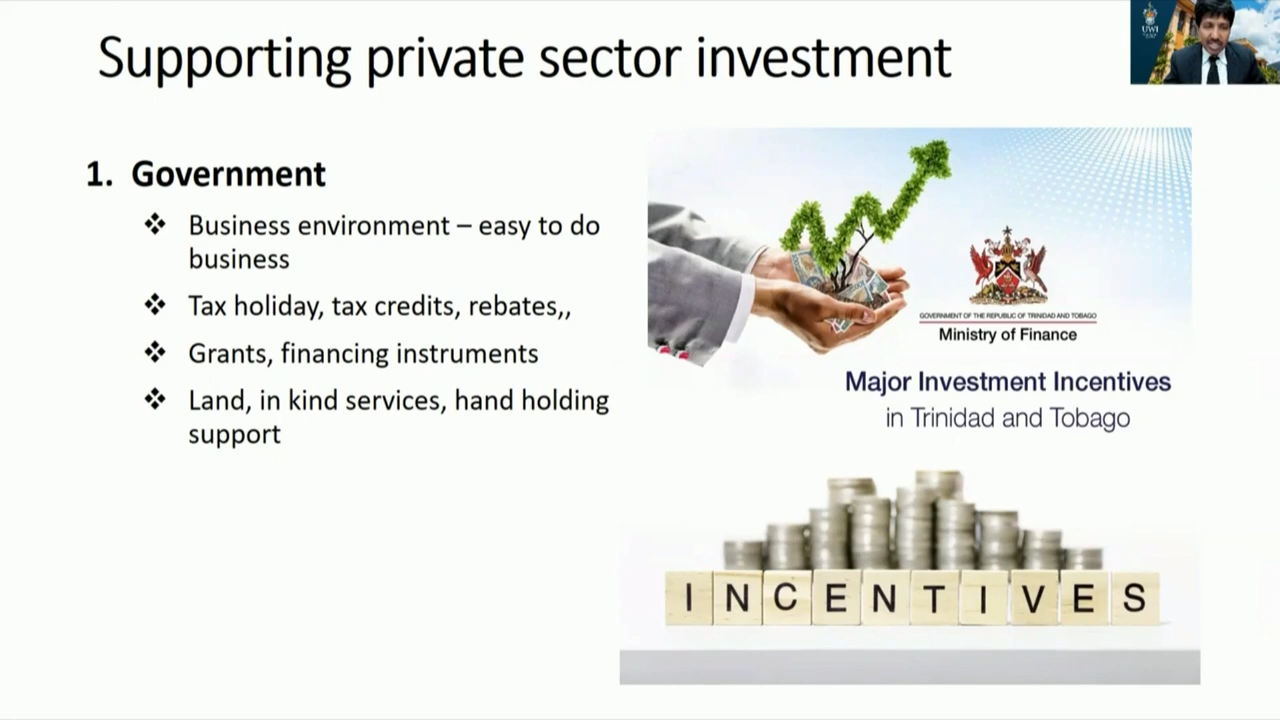 Supporting private sector investment
UWI
1. Government
❖ Business environment – easy to do
business
❖ Tax holiday, tax credits, rebates,,
❖ Grants, financing instruments
❖ Land, in kind services, hand holding
support
GOVERNMENT OF THE REPUBLIC OF TRINIDAD AND TOBAGO
Ministry of Finance
Major Investment Incentives
in Trinidad and Tobago
INCENTIVES